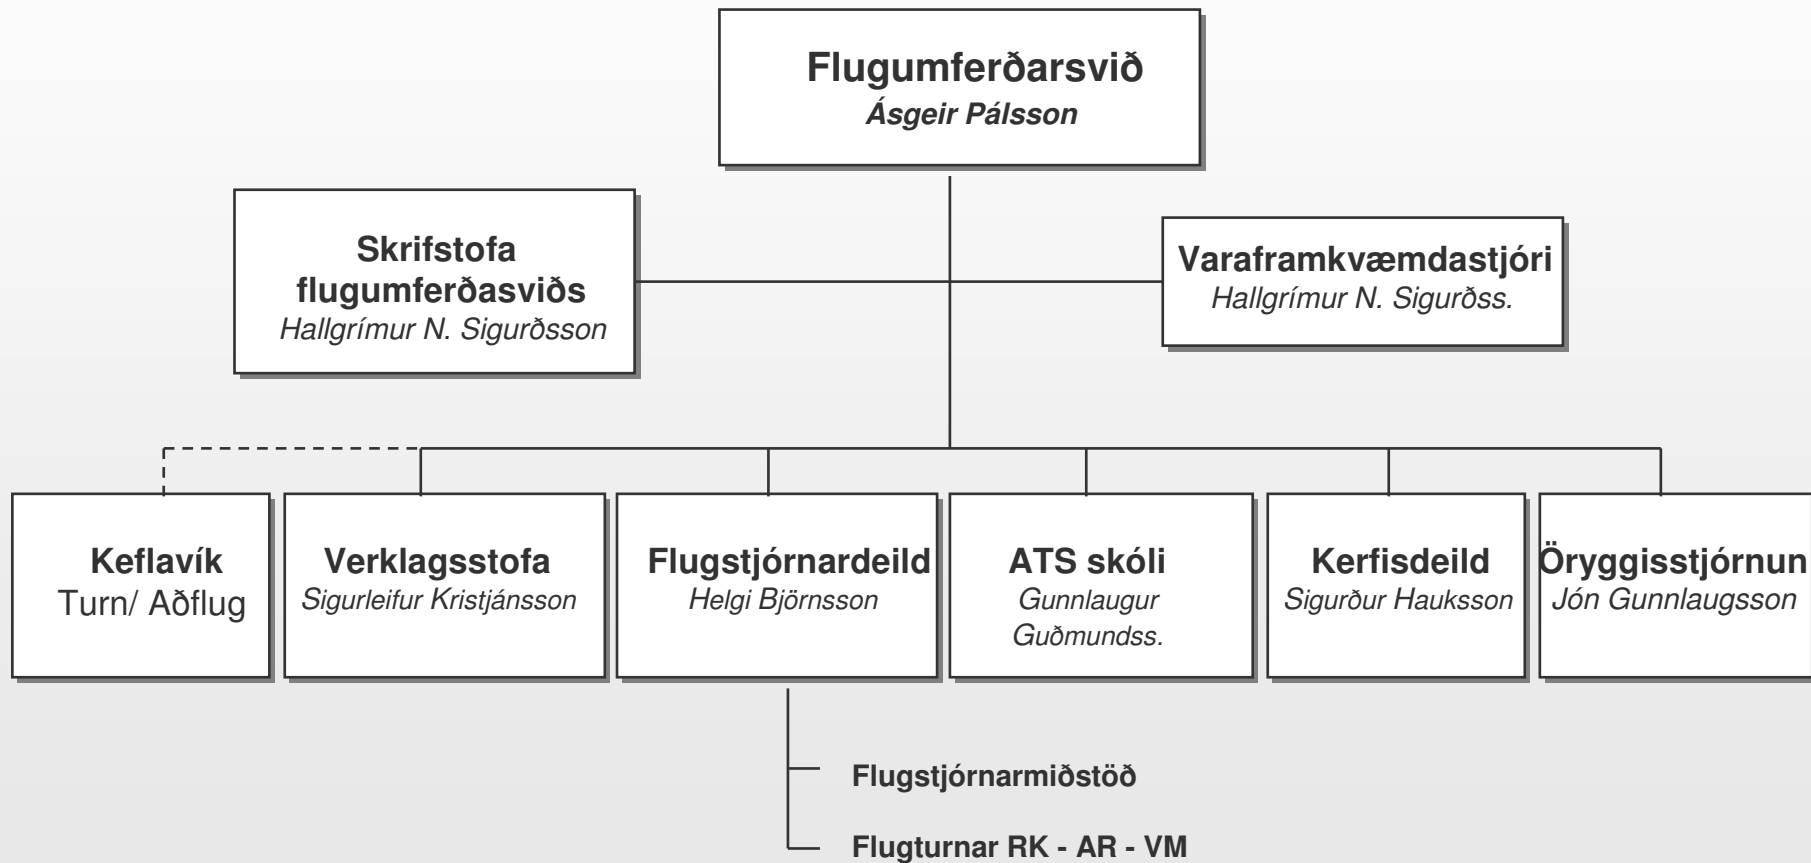 Flugumferðarsvið
Ásgeir Pálsson
Skrifstofa
flugumferðasviðs
Hallgrímur N. Sigurðsson
Varaframkvæmdastjóri
Hallgrímur N. Sigurðss.
Keflavík
Turn/ Aðflug
Verklagsstofa
Sigurleifur Kristjánsson
Flugstjórnardeild
Helgi Björnsson
ATS skóli
Gunnlaugur
Guðmundss.
Kerfisdeild
Sigurður Hauksson
Öryggisstjórnun
Jón Gunnlaugsson
Flugstjórnarmiðstöð
Flugturnar RK - AR - VM